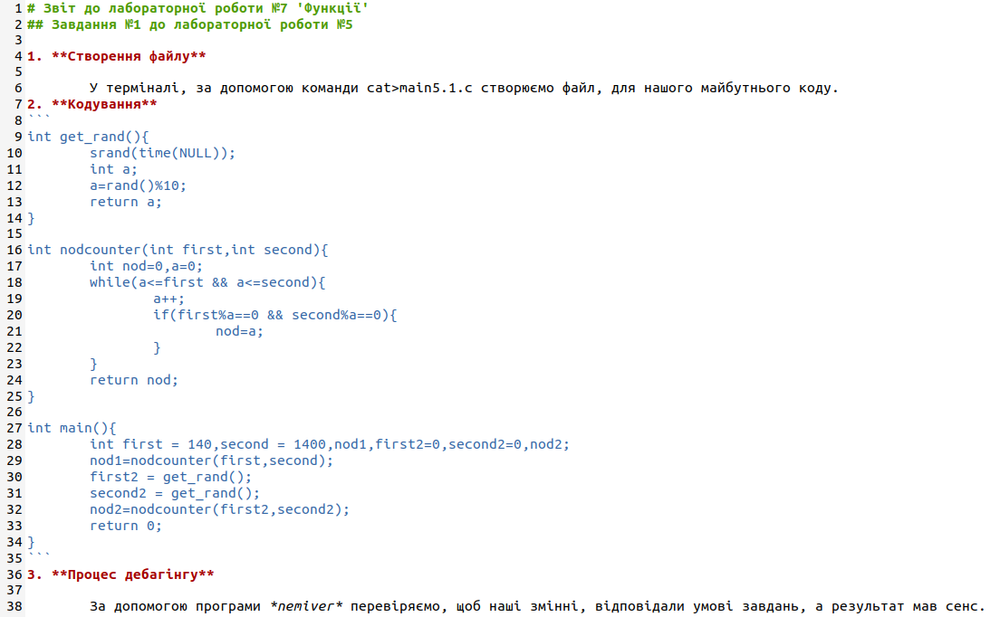 1 # Звіт до лабораторної роботи №7 'Функції'
2 ## Завдання №1 до лабораторної роботи №5
3
4 1. **Створення файлу**
5
6 У терміналі, за допомогою команди cat>main5.1.c створюємо файл, для нашого майбутнього коду.
7 2. **Кодування**
8 ```
9 int get_rand(){
10 srand(time(NULL));
11 int a;
12 a=rand()%10;
13 return a;
14 }
15
16 int nodcounter(int first,int second){
17 int nod=0,a=0;
18 while(a<=first && a<=second){
19 a++;
20 if(first%a==0 && second%a==0){
21 nod=a;
22 }
23 }
24 return nod;
25 }
26
27 int main(){
28 int first = 140,second = 1400,nod1,first2=0,second2=0,nod2;
29 nod1=nodcounter(first,second);
30 first2 = get_rand();
31 second2 = get_rand();
32 nod2=nodcounter(first2,second2);
33 return 0;
34 }
35 ```
36 3. **Процес дебагінгу**
37
38 За допомогою програми *nemiver* перевіряємо, щоб наші змінні, відповідали умові завдань, а результат мав сенс.